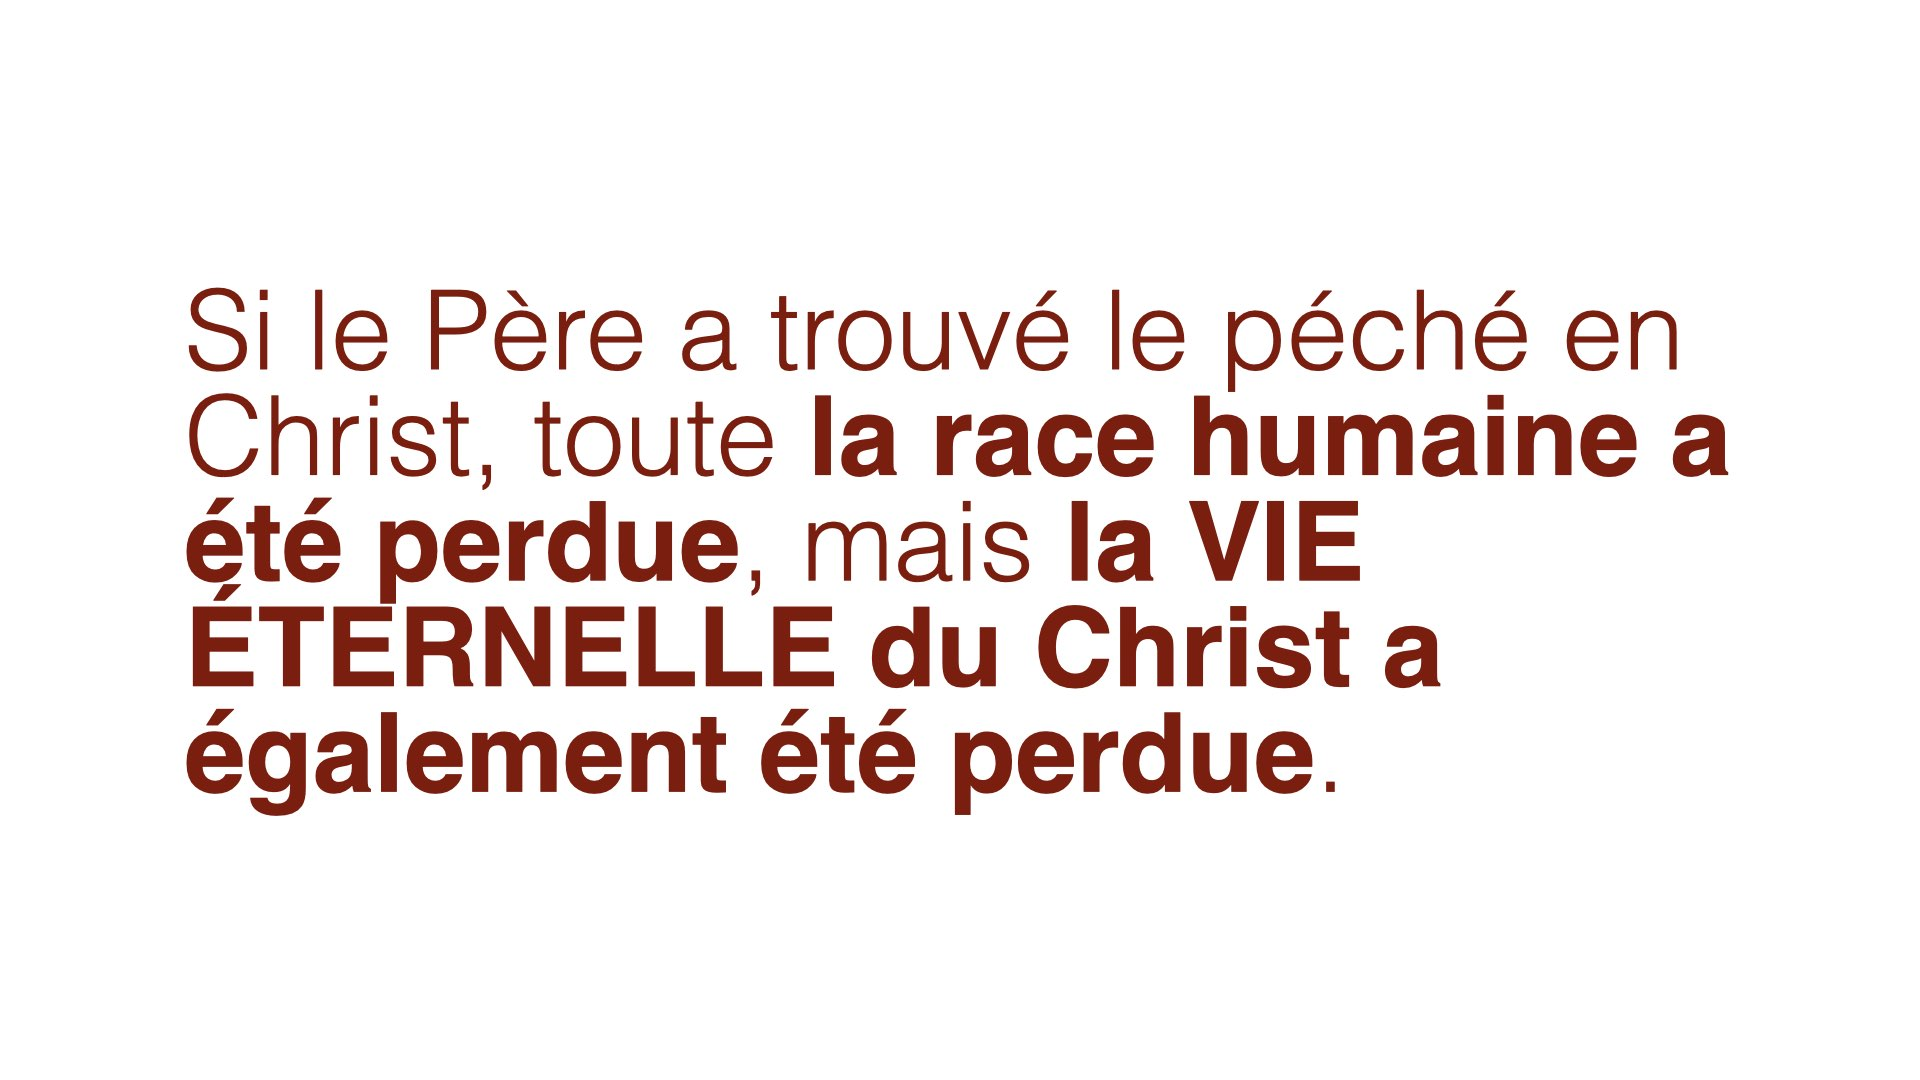 Si le Père a trouvé le péché en
Christ, toute la race humaine a
été perdue, mais la VIE
ÉTERNELLE du Christ a
également été perdue.